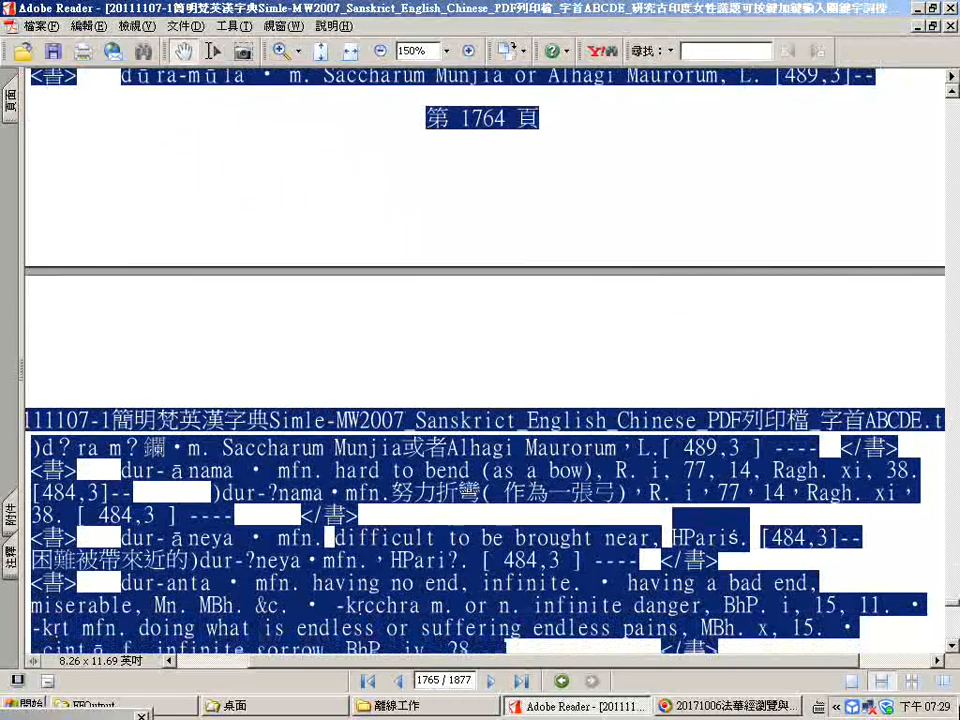 Adobe Reader - [20111107-1簡明梵英漢字典Simle-MW2007_Sanskrict_English_Chinese_PDF列印檔_字首ABCDE_研究古印度女性議題可按鍵加鍵輸入關鍵字詞搜
檔案(F) 編輯(E) 檢視(V) 文件(D) 工具(T) 視窗(W) 說明(H)
150% Y! 尋找：
頁面
<書> dūra-mūla • m. Saccharum Munjia or Alhagi Maurorum, L. [489,3]--
第 1764 頁
111107-1簡明梵英漢字典Simle-MW2007_Sanskrict_English_Chinese_PDF列印檔_字首ABCDE.t
)d？ra m？鑭・m. Saccharum Munjia或者Alhagi Maurorum，L.[ 489,3 ] ---- </書>
<書> dur-ānama • mfn. hard to bend (as a bow), R. i, 77, 14, Ragh. xi, 38.
[484,3]-- )dur-?nama・mfn.努力折彎( 作為一張弓)，R. i，77，14，Ragh. xi，
38. [ 484,3 ] ---- </書>
<書> dur-āneya • mfn. difficult to be brought near, HPariś. [484,3]--
困難被帶來近的)dur-?neya・mfn.，HPari?. [ 484,3 ] ---- </書>
<書> dur-anta • mfn. having no end, infinite. • having a bad end,
miserable, Mn. MBh. &c. • -kṛcchra m. or n. infinite danger, BhP. i, 15, 11. •
-kṛt mfn. doing what is endless or suffering endless pains, MBh. x, 15. •
-cintā f. infinite sorrow, BhP. iv, 28. </書>
附件
注釋
8.26 x 11.69 英吋
1765 / 1877
開始 FFOutput 桌面 離線工作 Adobe Reader - [201111... 20171006法華經瀏覽與... 下午 07:29